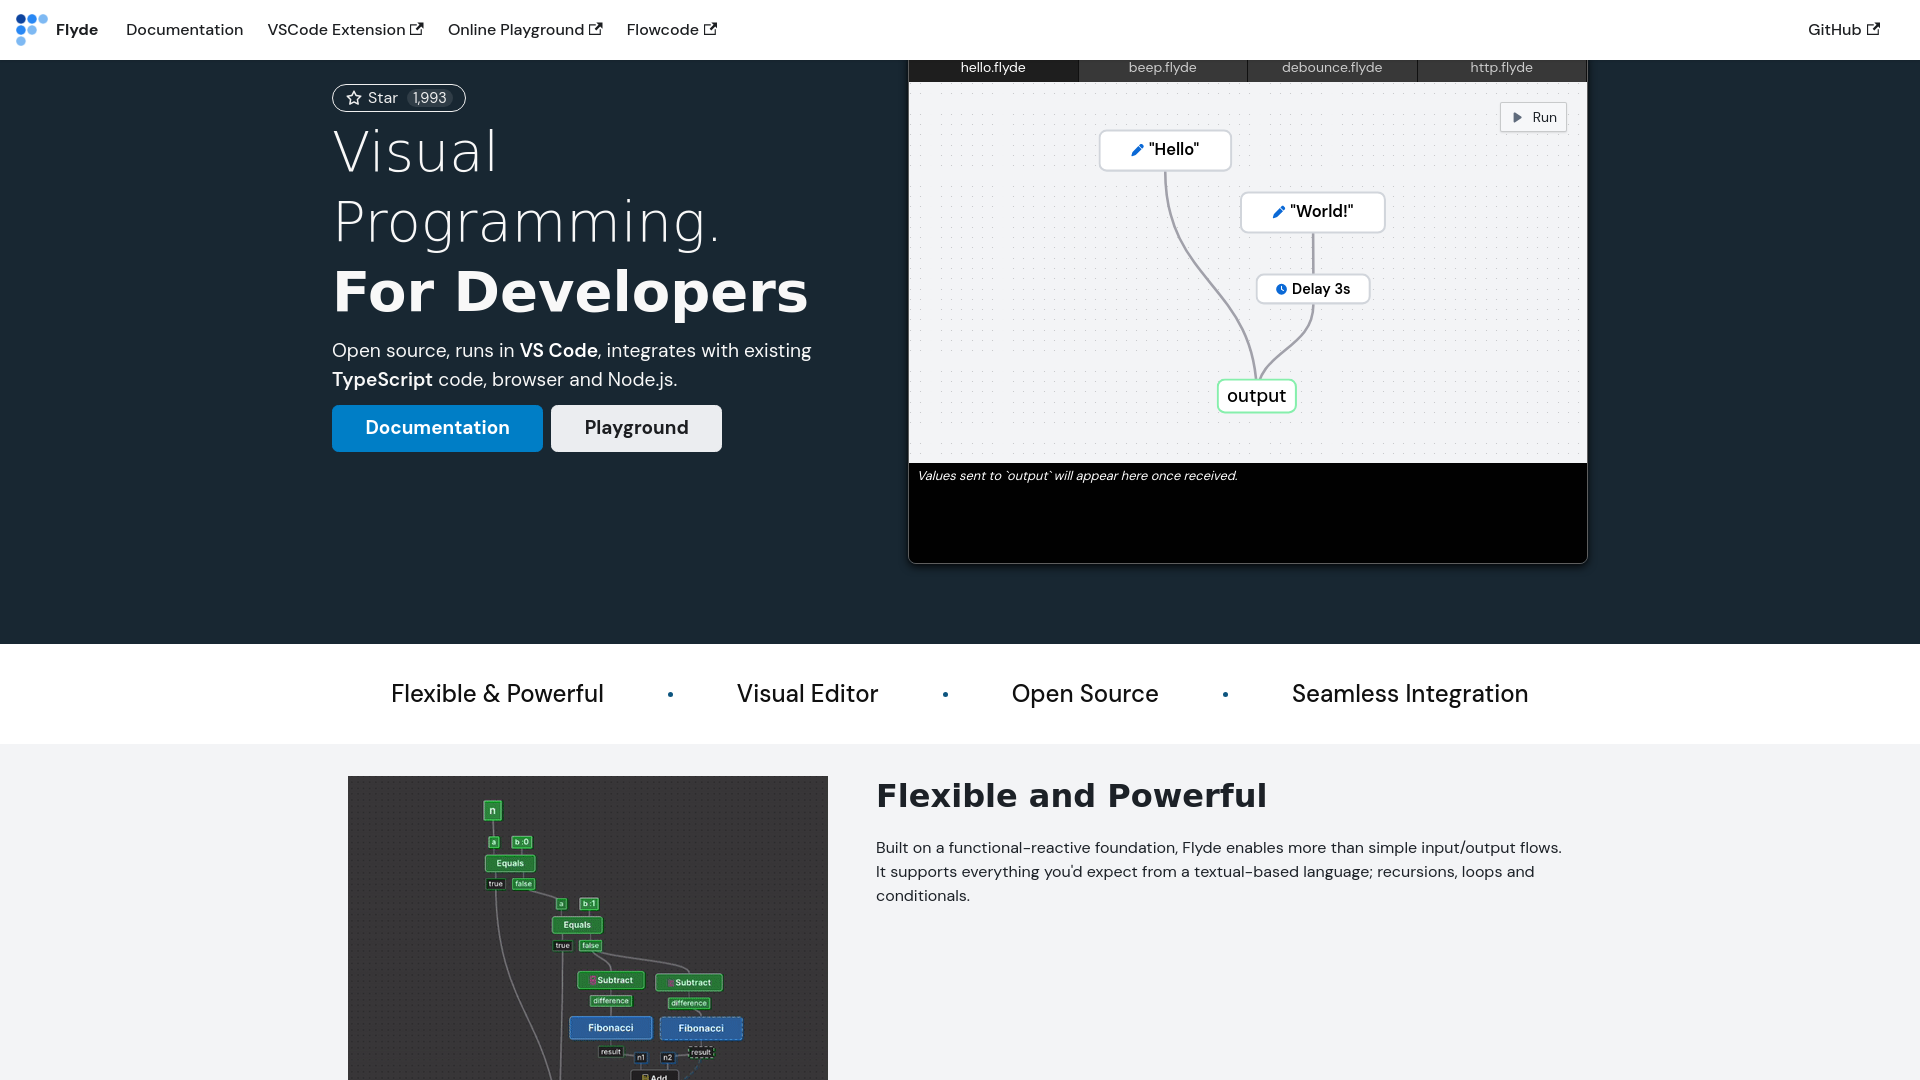 Flyde
Documentation
VSCode Extension
Online Playground
Flowcode
GitHub
hello.flyde
beep.flyde
debounce.flyde
http.flyde
Star 1,993
Visual
Programming.
For Developers
Open source, runs in VS Code, integrates with existing
TypeScript code, browser and Node.js.
Documentation
Playground
Run
"Hello"
"World!"
Delay 3s
output
Values sent to `output` will appear here once received.
Flexible & Powerful
Visual Editor
Open Source
Seamless Integration
n
a
b :0
Equals
true
false
a
b :1
Equals
true
false
Subtract
Subtract
difference
difference
Fibonacci
Fibonacci
result
result
n1
n2
Add
Flexible and Powerful
Built on a functional-reactive foundation, Flyde enables more than simple input/output flows.
It supports everything you'd expect from a textual-based language; recursions, loops and
conditionals.